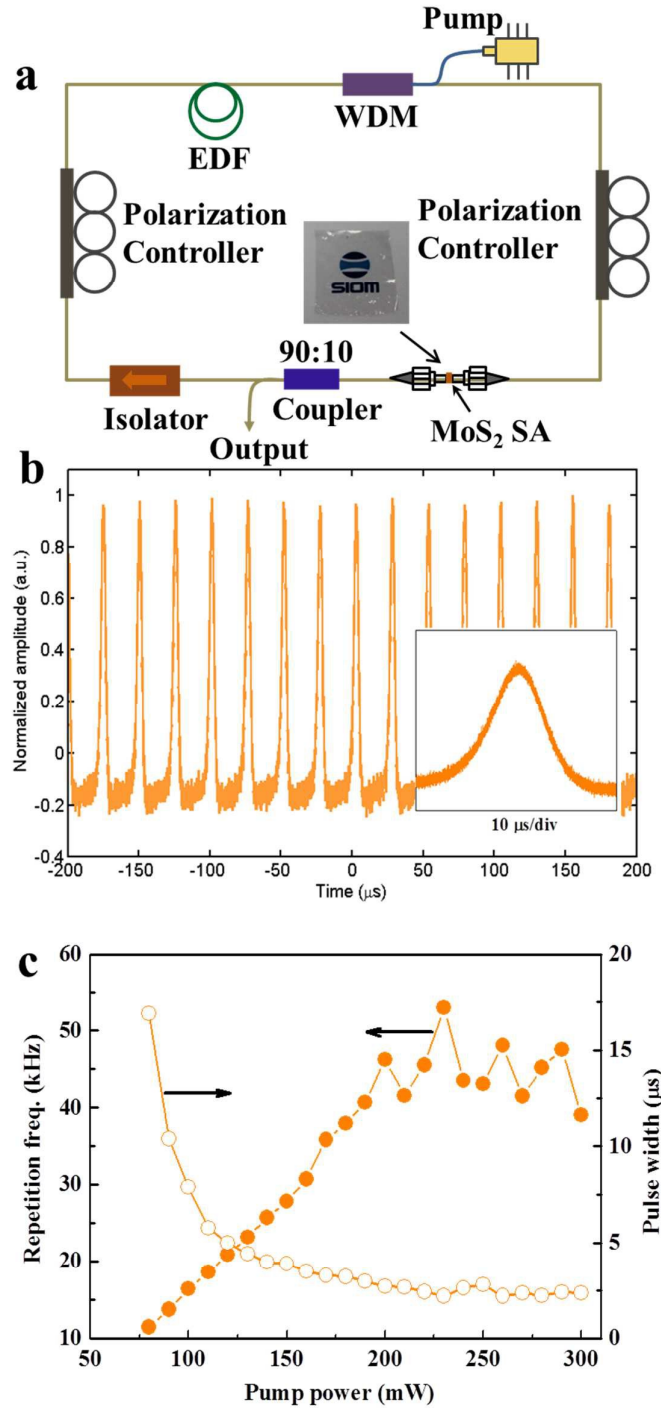 a
Pump
WDM
EDF
Polarization
Controller
Polarization
Controller
SIOM
90:10
Coupler
Isolator
Output
MoS₂ SA
b
Normalized amplitude (a.u.)
1
0.8
0.6
0.4
0.2
0
-0.2
-0.4
-200 -150 -100 -50 0 50 100 150 200
Time (μs)
10 μs/div
c
Repetition freq. (kHz)
60
50
40
30
20
10
20
15
10
5
0
Pulse width (μs)
50 100 150 200 250 300
Pump power (mW)